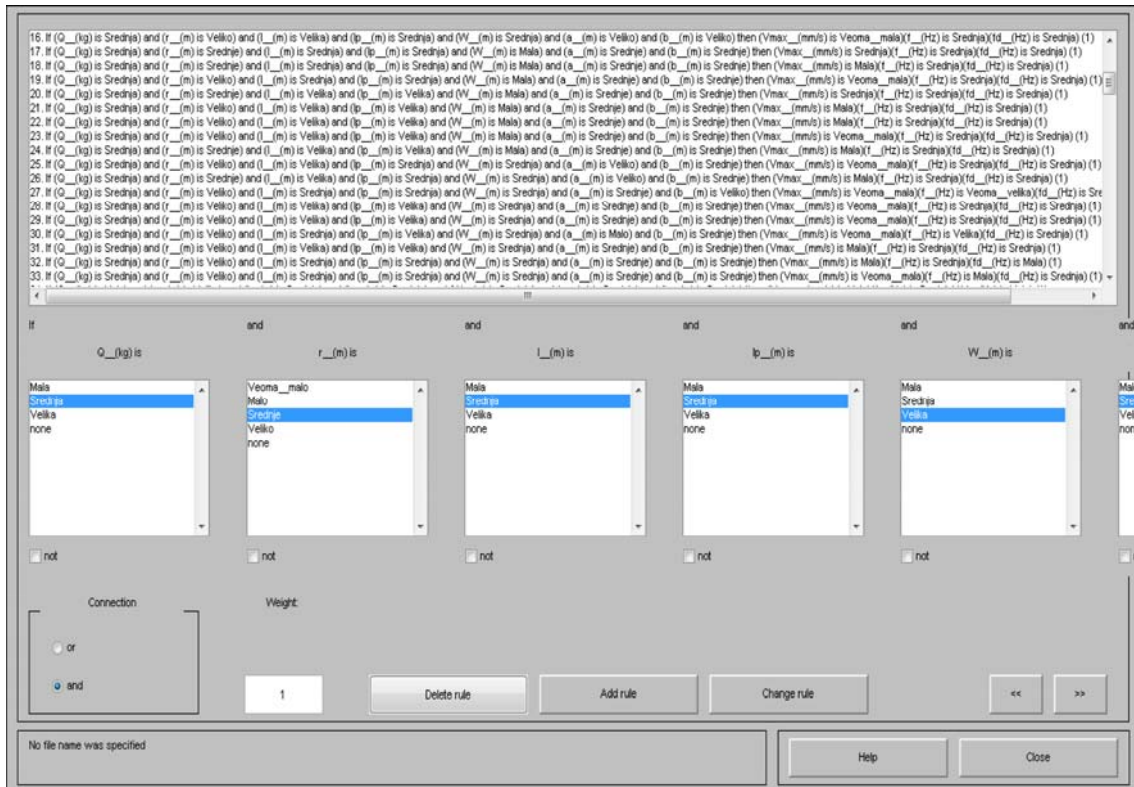 16. If (Q__(kg) is Srednja) and (r__(m) is Veliko) and (l__(m) is Velika) and (lp__(m) is Srednja) and (W__(m) is Srednja) and (a__(m) is Veliko) and (b__(m) is Veliko) then (Vmax__(mm/s) is Veoma__mala)(f__(Hz) is Srednja)(fd__(Hz) is Srednja) (1)
17. If (Q__(kg) is Srednja) and (r__(m) is Srednje) and (l__(m) is Srednja) and (lp__(m) is Srednja) and (W__(m) is Mala) and (a__(m) is Srednje) and (b__(m) is Srednje) then (Vmax__(mm/s) is Srednja)(f__(Hz) is Srednja)(fd__(Hz) is Srednja) (1)
18. If (Q__(kg) is Srednja) and (r__(m) is Srednje) and (l__(m) is Srednja) and (lp__(m) is Srednja) and (W__(m) is Mala) and (a__(m) is Srednje) and (b__(m) is Srednje) then (Vmax__(mm/s) is Mala)(f__(Hz) is Srednja)(fd__(Hz) is Srednja) (1)
19. If (Q__(kg) is Srednja) and (r__(m) is Veliko) and (l__(m) is Srednja) and (lp__(m) is Srednja) and (W__(m) is Mala) and (a__(m) is Srednje) and (b__(m) is Srednje) then (Vmax__(mm/s) is Veoma__mala)(f__(Hz) is Srednja)(fd__(Hz) is Srednja) (1)
20. If (Q__(kg) is Srednja) and (r__(m) is Srednje) and (l__(m) is Velika) and (lp__(m) is Velika) and (W__(m) is Mala) and (a__(m) is Srednje) and (b__(m) is Srednje) then (Vmax__(mm/s) is Srednja)(f__(Hz) is Srednja)(fd__(Hz) is Srednja) (1)
21. If (Q__(kg) is Srednja) and (r__(m) is Veliko) and (l__(m) is Velika) and (lp__(m) is Velika) and (W__(m) is Mala) and (a__(m) is Srednje) and (b__(m) is Srednje) then (Vmax__(mm/s) is Mala)(f__(Hz) is Srednja)(fd__(Hz) is Srednja) (1)
22. If (Q__(kg) is Srednja) and (r__(m) is Veliko) and (l__(m) is Velika) and (lp__(m) is Srednja) and (W__(m) is Mala) and (a__(m) is Srednje) and (b__(m) is Srednje) then (Vmax__(mm/s) is Mala)(f__(Hz) is Srednja)(fd__(Hz) is Srednja) (1)
23. If (Q__(kg) is Srednja) and (r__(m) is Veliko) and (l__(m) is Velika) and (lp__(m) is Srednja) and (W__(m) is Mala) and (a__(m) is Srednje) and (b__(m) is Srednje) then (Vmax__(mm/s) is Veoma__mala)(f__(Hz) is Srednja)(fd__(Hz) is Srednja) (1)
24. If (Q__(kg) is Srednja) and (r__(m) is Srednje) and (l__(m) is Velika) and (lp__(m) is Srednja) and (W__(m) is Mala) and (a__(m) is Srednje) and (b__(m) is Srednje) then (Vmax__(mm/s) is Mala)(f__(Hz) is Srednja)(fd__(Hz) is Srednja) (1)
25. If (Q__(kg) is Srednja) and (r__(m) is Veliko) and (l__(m) is Velika) and (lp__(m) is Srednja) and (W__(m) is Srednja) and (a__(m) is Veliko) and (b__(m) is Srednje) then (Vmax__(mm/s) is Veoma__mala)(f__(Hz) is Srednja)(fd__(Hz) is Srednja) (1)
26. If (Q__(kg) is Srednja) and (r__(m) is Srednje) and (l__(m) is Velika) and (lp__(m) is Srednja) and (W__(m) is Srednja) and (a__(m) is Veliko) and (b__(m) is Srednje) then (Vmax__(mm/s) is Mala)(f__(Hz) is Srednja)(fd__(Hz) is Srednja) (1)
27. If (Q__(kg) is Srednja) and (r__(m) is Veliko) and (l__(m) is Srednja) and (lp__(m) is Srednja) and (W__(m) is Srednja) and (a__(m) is Srednje) and (b__(m) is Veliko) then (Vmax__(mm/s) is Veoma__mala)(f__(Hz) is Veoma__velika)(fd__(Hz) is Sre
28. If (Q__(kg) is Srednja) and (r__(m) is Veliko) and (l__(m) is Velika) and (lp__(m) is Srednja) and (W__(m) is Srednja) and (a__(m) is Srednje) and (b__(m) is Srednje) then (Vmax__(mm/s) is Veoma__mala)(f__(Hz) is Srednja)(fd__(Hz) is Srednja) (1)
29. If (Q__(kg) is Srednja) and (r__(m) is Veliko) and (l__(m) is Velika) and (lp__(m) is Velika) and (W__(m) is Srednja) and (a__(m) is Srednje) and (b__(m) is Srednje) then (Vmax__(mm/s) is Veoma__mala)(f__(Hz) is Srednja)(fd__(Hz) is Srednja) (1)
30. If (Q__(kg) is Srednja) and (r__(m) is Veliko) and (l__(m) is Srednja) and (lp__(m) is Velika) and (W__(m) is Srednja) and (a__(m) is Malo) and (b__(m) is Srednje) then (Vmax__(mm/s) is Veoma__mala)(f__(Hz) is Velika)(fd__(Hz) is Srednja) (1)
31. If (Q__(kg) is Srednja) and (r__(m) is Veliko) and (l__(m) is Velika) and (lp__(m) is Velika) and (W__(m) is Srednja) and (a__(m) is Srednje) and (b__(m) is Srednje) then (Vmax__(mm/s) is Mala)(f__(Hz) is Srednja)(fd__(Hz) is Srednja) (1)
32. If (Q__(kg) is Srednja) and (r__(m) is Veliko) and (l__(m) is Srednja) and (lp__(m) is Srednja) and (W__(m) is Srednja) and (a__(m) is Srednje) and (b__(m) is Srednje) then (Vmax__(mm/s) is Mala)(f__(Hz) is Srednja)(fd__(Hz) is Mala) (1)
33. If (Q__(kg) is Srednja) and (r__(m) is Veliko) and (l__(m) is Srednja) and (lp__(m) is Velika) and (W__(m) is Srednja) and (a__(m) is Srednje) and (b__(m) is Srednje) then (Vmax__(mm/s) is Veoma__mala)(f__(Hz) is Mala)(fd__(Hz) is Srednja) (1)
If and and and and and
Q__(kg) is r__(m) is l__(m) is lp__(m) is W__(m) is
Mala Veoma__malo Mala Mala Mala Mal
Srednja Malo Srednja Srednja Srednja Sre
Velika Srednje Velika Velika Velika Vel
none Veliko none none none non
none
not not not not not
Connection Weight:
or
and 1 Delete rule Add rule Change rule << >>
No file name was specified Help Close